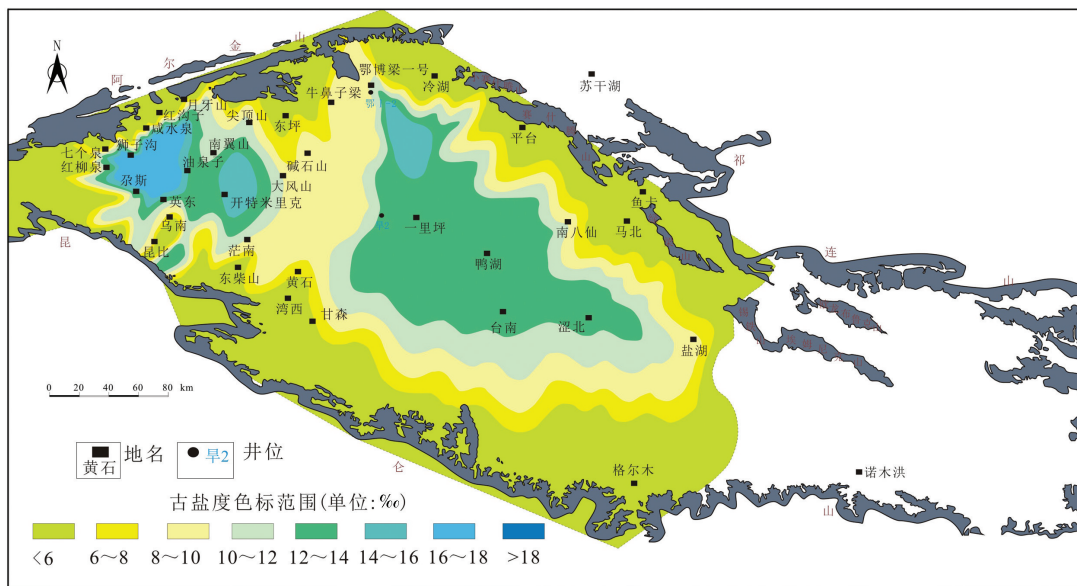 N
阿
尔
金
山
鄂博梁一号
冷湖
苏干湖
牛鼻子梁
月牙山
红沟子
尖顶山
东坪
咸水泉
平台
祁
七个泉
狮子沟
南翼山
碱石山
红柳泉
油泉子
大风山
尕斯
英东
开特米里克
鱼卡
旱2
一里坪
南八仙
马北
乌南
昆
昆比
茫南
鸭湖
连
东柴山
黄石
山
湾西
甘森
台南
涩北
盐湖
0 20 40 60 80 km
黄石
地名
旱2
井位
仑
格尔木
诺木洪
山
古盐度色标范围(单位:‰)
<6
6~8
8~10
10~12
12~14
14~16
16~18
>18